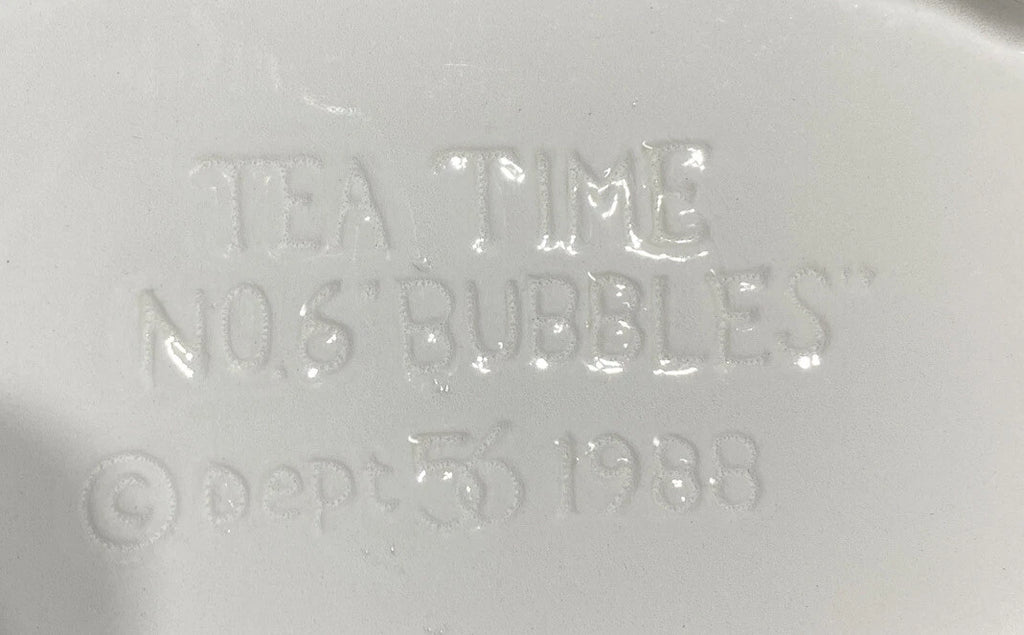 TEA TIME
NO.6 "BUBBLES"
© Dept 56 1988